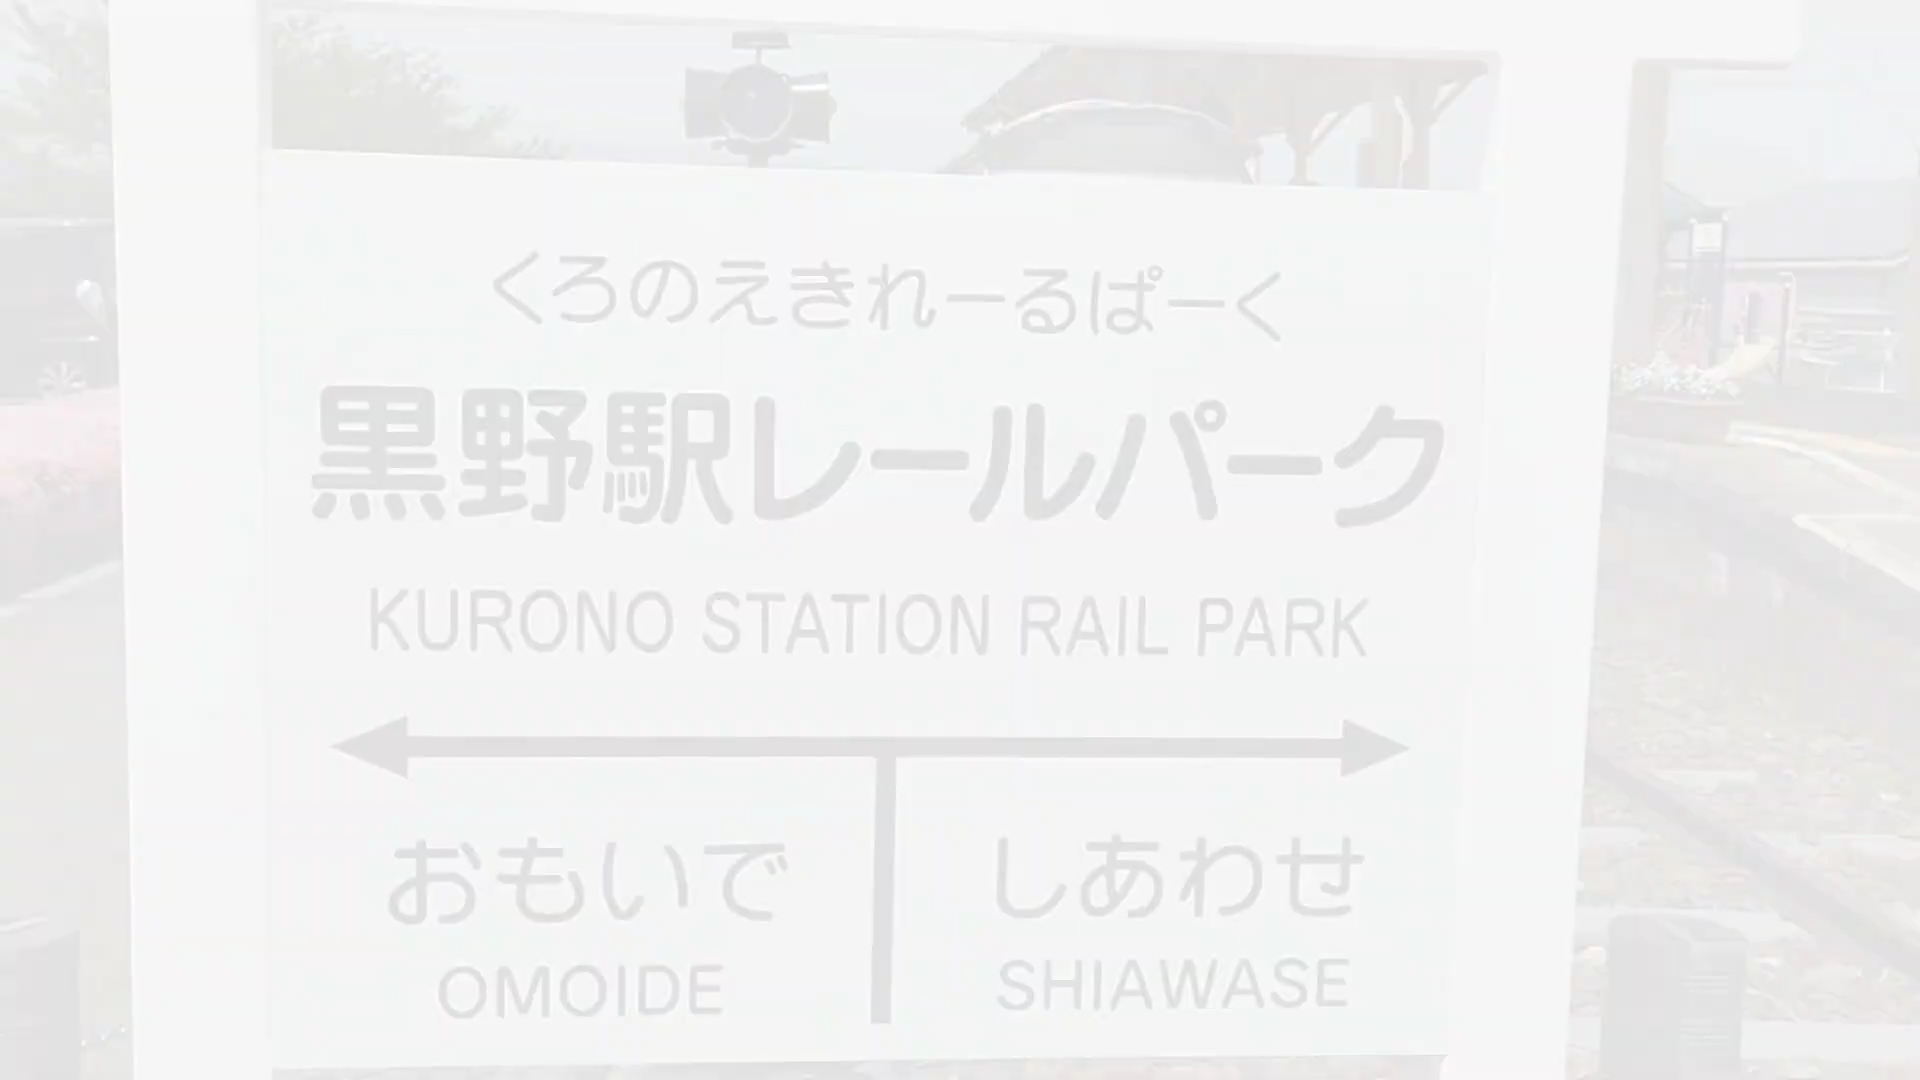 くろのえきれーるぱーく
黒野駅レールパーク
KURONO STATION RAIL PARK
おもいで
しあわせ
OMOIDE
SHIAWASE